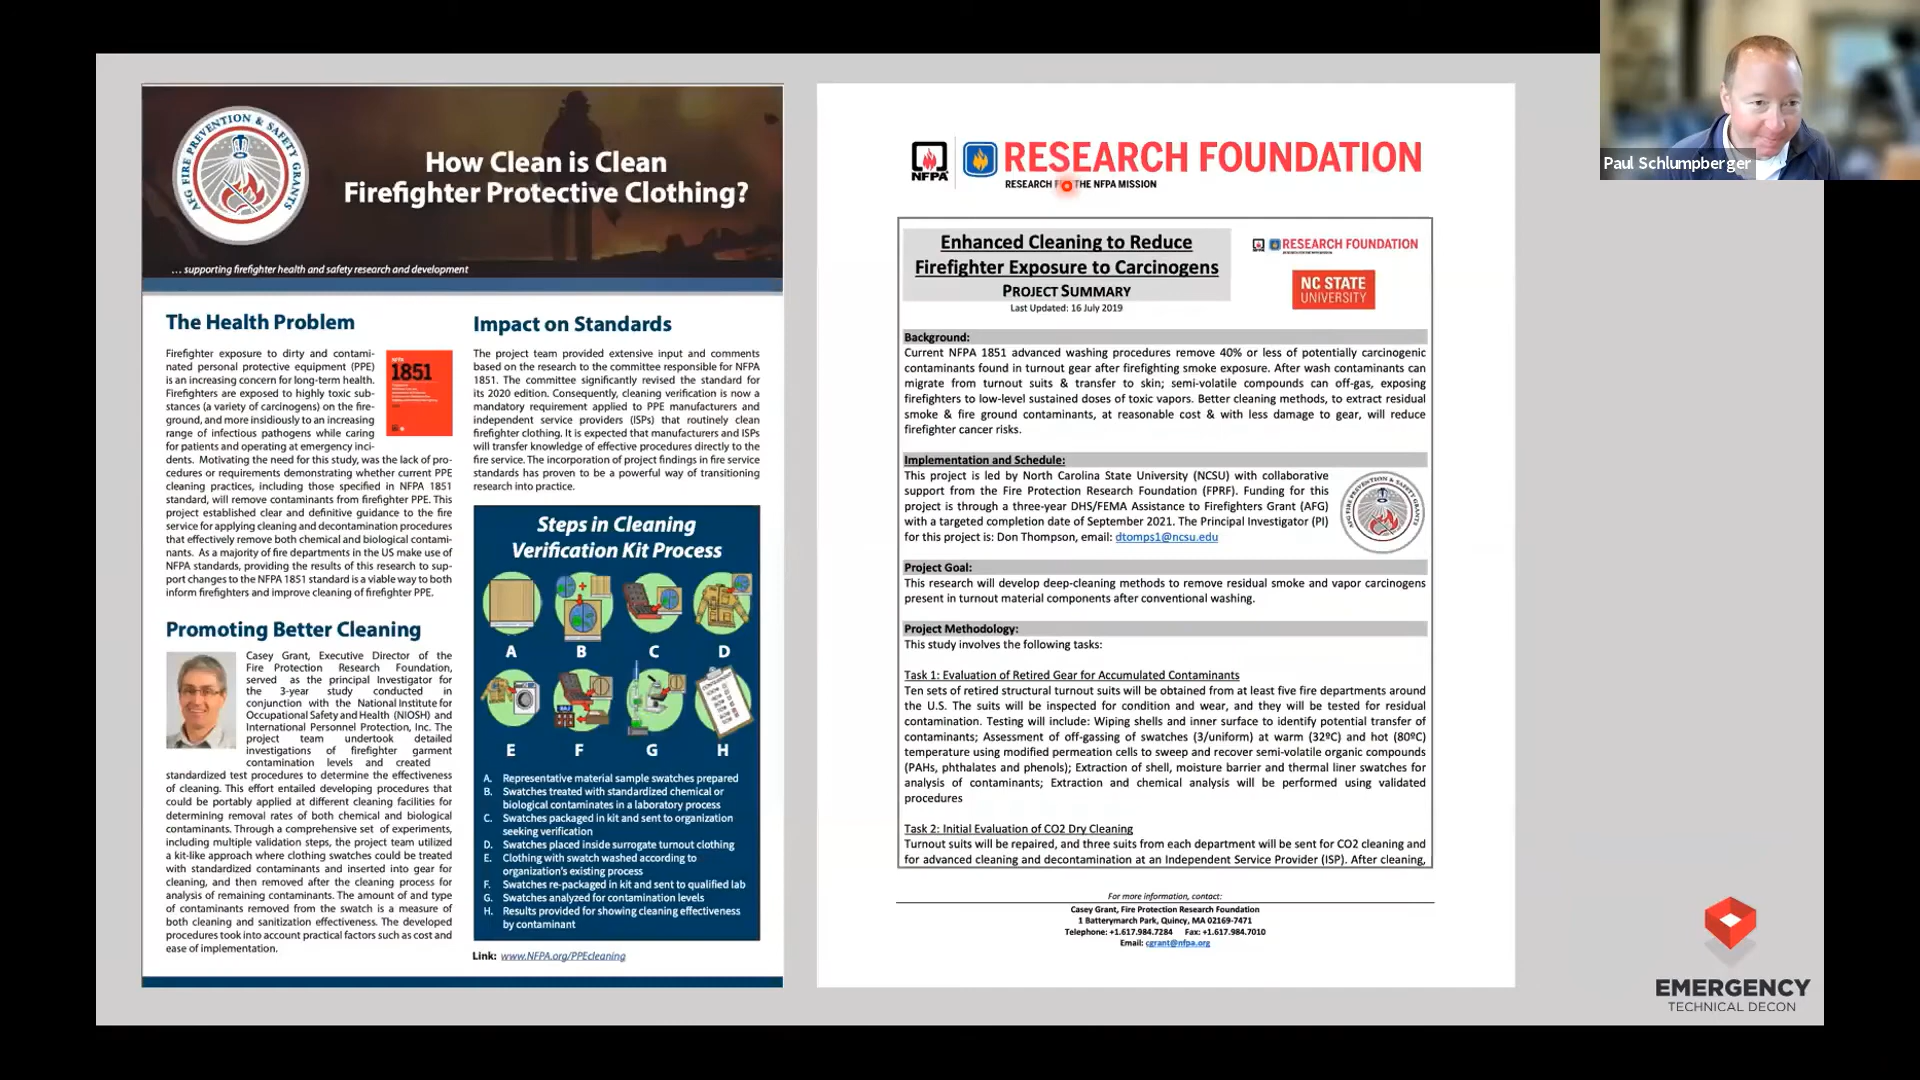 AFG FIRE PREVENTION & SAFETY GRANTS
How Clean is Clean
Firefighter Protective Clothing?
... supporting firefighter health and safety research and development
The Health Problem
Firefighter exposure to dirty and contami-
nated personal protective equipment (PPE)
is an increasing concern for long-term health.
Firefighters are exposed to highly toxic sub-
stances (a variety of carcinogens) on the fire-
ground, and more insidiously to an increasing
range of infectious pathogens while caring
for patients and operating at emergency inci-
dents. Motivating the need for this study, was the lack of pro-
cedures or requirements demonstrating whether current PPE
cleaning practices, including those specified in NFPA 1851
standard, will remove contaminants from firefighter PPE. This
project established clear and definitive guidance to the fire
service for applying cleaning and decontamination procedures
that effectively remove both chemical and biological contami-
nants. As a majority of fire departments in the US make use of
NFPA standards, providing the results of this research to sup-
port changes to the NFPA 1851 standard is a viable way to both
inform firefighters and improve cleaning of firefighter PPE.
NFPA
1851
Promoting Better Cleaning
Casey Grant, Executive Director of the
Fire Protection Research Foundation,
served as the principal Investigator for
the 3-year study conducted in
conjunction with the National Institute for
Occupational Safety and Health (NIOSH) and
International Personnel Protection, Inc. The
project team undertook detailed
investigations of firefighter garment
contamination levels and created
standardized test procedures to determine the effectiveness
of cleaning. This effort entailed developing procedures that
could be portably applied at different cleaning facilities for
determining removal rates of both chemical and biological
contaminants. Through a comprehensive set of experiments,
including multiple validation steps, the project team utilized
a kit-like approach where clothing swatches could be treated
with standardized contaminants and inserted into gear for
cleaning, and then removed after the cleaning process for
analysis of remaining contaminants. The amount of and type
of contaminants removed from the swatch is a measure of
both cleaning and sanitization effectiveness. The developed
procedures took into account practical factors such as cost and
ease of implementation.
Impact on Standards
The project team provided extensive input and comments
based on the research to the committee responsible for NFPA
1851. The committee significantly revised the standard for
its 2020 edition. Consequently, cleaning verification is now a
mandatory requirement applied to PPE manufacturers and
independent service providers (ISPs) that routinely clean
firefighter clothing. It is expected that manufacturers and ISPs
will transfer knowledge of effective procedures directly to the
fire service. The incorporation of project findings in fire service
standards has proven to be a powerful way of transitioning
research into practice.
Steps in Cleaning
Verification Kit Process
A B C D
E F G H
A. Representative material sample swatches prepared
B. Swatches treated with standardized chemical or
biological contaminates in a laboratory process
C. Swatches packaged in kit and sent to organization
seeking verification
D. Swatches placed inside surrogate turnout clothing
E. Clothing with swatch washed according to
organization's existing process
F. Swatches re-packaged in kit and sent to qualified lab
G. Swatches analyzed for contamination levels
H. Results provided for showing cleaning effectiveness
by contaminant
Link: www.NFPA.org/PPEcleaning
NFPA
RESEARCH FOUNDATION
RESEARCH THE NFPA MISSION
Enhanced Cleaning to Reduce
Firefighter Exposure to Carcinogens
PROJECT SUMMARY
Last Updated: 16 July 2019
RESEARCH FOUNDATION
NC STATE
UNIVERSITY
Background:
Current NFPA 1851 advanced washing procedures remove 40% or less of potentially carcinogenic
contaminants found in turnout gear after firefighting smoke exposure. After wash contaminants can
migrate from turnout suits & transfer to skin; semi-volatile compounds can off-gas, exposing
firefighters to low-level sustained doses of toxic vapors. Better cleaning methods, to extract residual
smoke & fire ground contaminants, at reasonable cost & with less damage to gear, will reduce
firefighter cancer risks.
Implementation and Schedule:
This project is led by North Carolina State University (NCSU) with collaborative
support from the Fire Protection Research Foundation (FPRF). Funding for this
project is through a three-year DHS/FEMA Assistance to Firefighters Grant (AFG)
with a targeted completion date of September 2021. The Principal Investigator (PI)
for this project is: Don Thompson, email: dtomps1@ncsu.edu
AFG FIRE PREVENTION & SAFETY GRANTS
Project Goal:
This research will develop deep-cleaning methods to remove residual smoke and vapor carcinogens
present in turnout material components after conventional washing.
Project Methodology:
This study involves the following tasks:
Task 1: Evaluation of Retired Gear for Accumulated Contaminants
Ten sets of retired structural turnout suits will be obtained from at least five fire departments around
the U.S. The suits will be inspected for condition and wear, and they will be tested for residual
contamination. Testing will include: Wiping shells and inner surface to identify potential transfer of
contaminants; Assessment of off-gassing of swatches (3/uniform) at warm (32ºC) and hot (80ºC)
temperature using modified permeation cells to sweep and recover semi-volatile organic compounds
(PAHs, phthalates and phenols); Extraction of shell, moisture barrier and thermal liner swatches for
analysis of contaminants; Extraction and chemical analysis will be performed using validated
procedures
Task 2: Initial Evaluation of CO2 Dry Cleaning
Turnout suits will be repaired, and three suits from each department will be sent for CO2 cleaning and
for advanced cleaning and decontamination at an Independent Service Provider (ISP). After cleaning,
For more information, contact:
Casey Grant, Fire Protection Research Foundation
1 Batterymarch Park, Quincy, MA 02169-7471
Telephone: +1.617.984.7284 Fax: +1.617.984.7010
Email: cgrant@nfpa.org
Paul Schlumpberger
EMERGENCY
TECHNICAL DECON